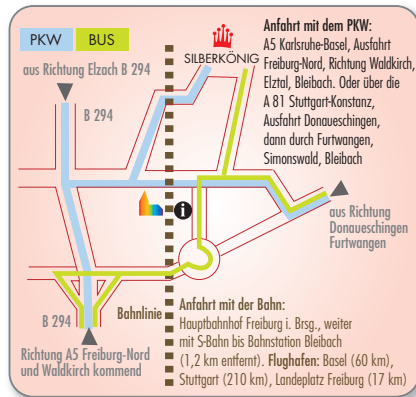 PKW
BUS
SILBERKÖNIG
aus Richtung Elzach B 294
B 294
Anfahrt mit dem PKW:
A5 Karlsruhe-Basel, Ausfahrt
Freiburg-Nord, Richtung Waldkirch,
Elztal, Bleibach. Oder über die
A 81 Stuttgart-Konstanz,
Ausfahrt Donaueschingen,
dann durch Furtwangen,
Simonswald, Bleibach
i
aus Richtung
Donaueschingen
Furtwangen
B 294
Bahnlinie
Richtung A5 Freiburg-Nord
und Waldkirch kommend
Anfahrt mit der Bahn:
Hauptbahnhof Freiburg i. Brsg., weiter
mit S-Bahn bis Bahnstation Bleibach
(1,2 km entfernt). Flughafen: Basel (60 km),
Stuttgart (210 km), Landeplatz Freiburg (17 km)